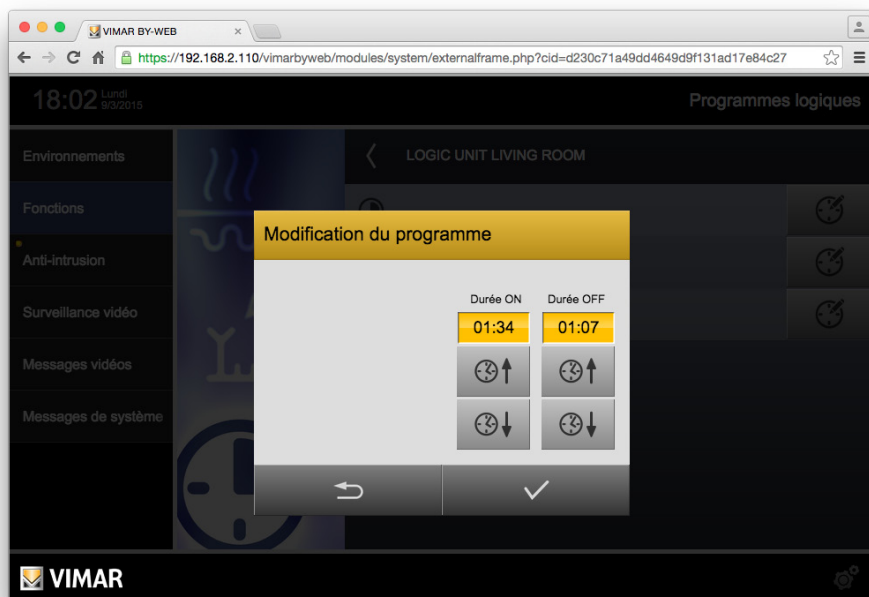 VIMAR BY-WEB
https://192.168.2.110/vimarbyweb/modules/system/externalframe.php?cid=d230c71a49dd4649d9f131ad17e84c27
18:02 Lundi
9/3/2015
Programmes logiques
Environnements
Fonctions
Anti-intrusion
Surveillance vidéo
Messages vidéos
Messages de système
LOGIC UNIT LIVING ROOM
Modification du programme
Durée ON
Durée OFF
01:34
01:07
VIMAR